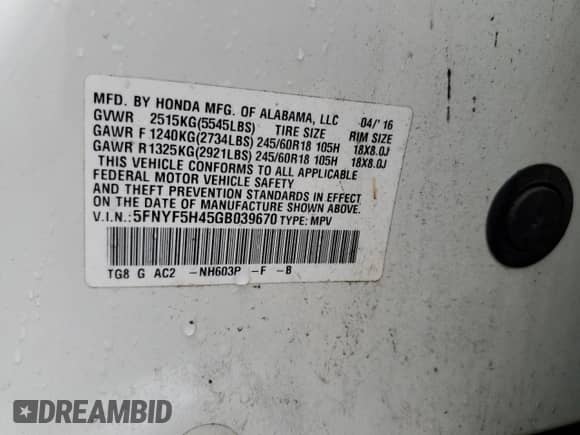 MFD. BY HONDA MFG. OF ALABAMA, LLC 04/'16
GVWR 2515KG(5545LBS) TIRE SIZE RIM SIZE
GAWR F 1240KG(2734LBS) 245/60R18 105H 18X8.0J
GAWR R1325KG(2921LBS) 245/60R18 105H 18X8.0J
THIS VEHICLE CONFORMS TO ALL APPLICABLE
FEDERAL MOTOR VEHICLE SAFETY
AND THEFT PREVENTION STANDARDS IN EFFECT
ON THE DATE OF MANUFACTURE SHOWN ABOVE.
V.I.N.: 5FNYF5H45GB039670 TYPE: MPV
TG8 G AC2 -NH603P -F -B
DREAMBID